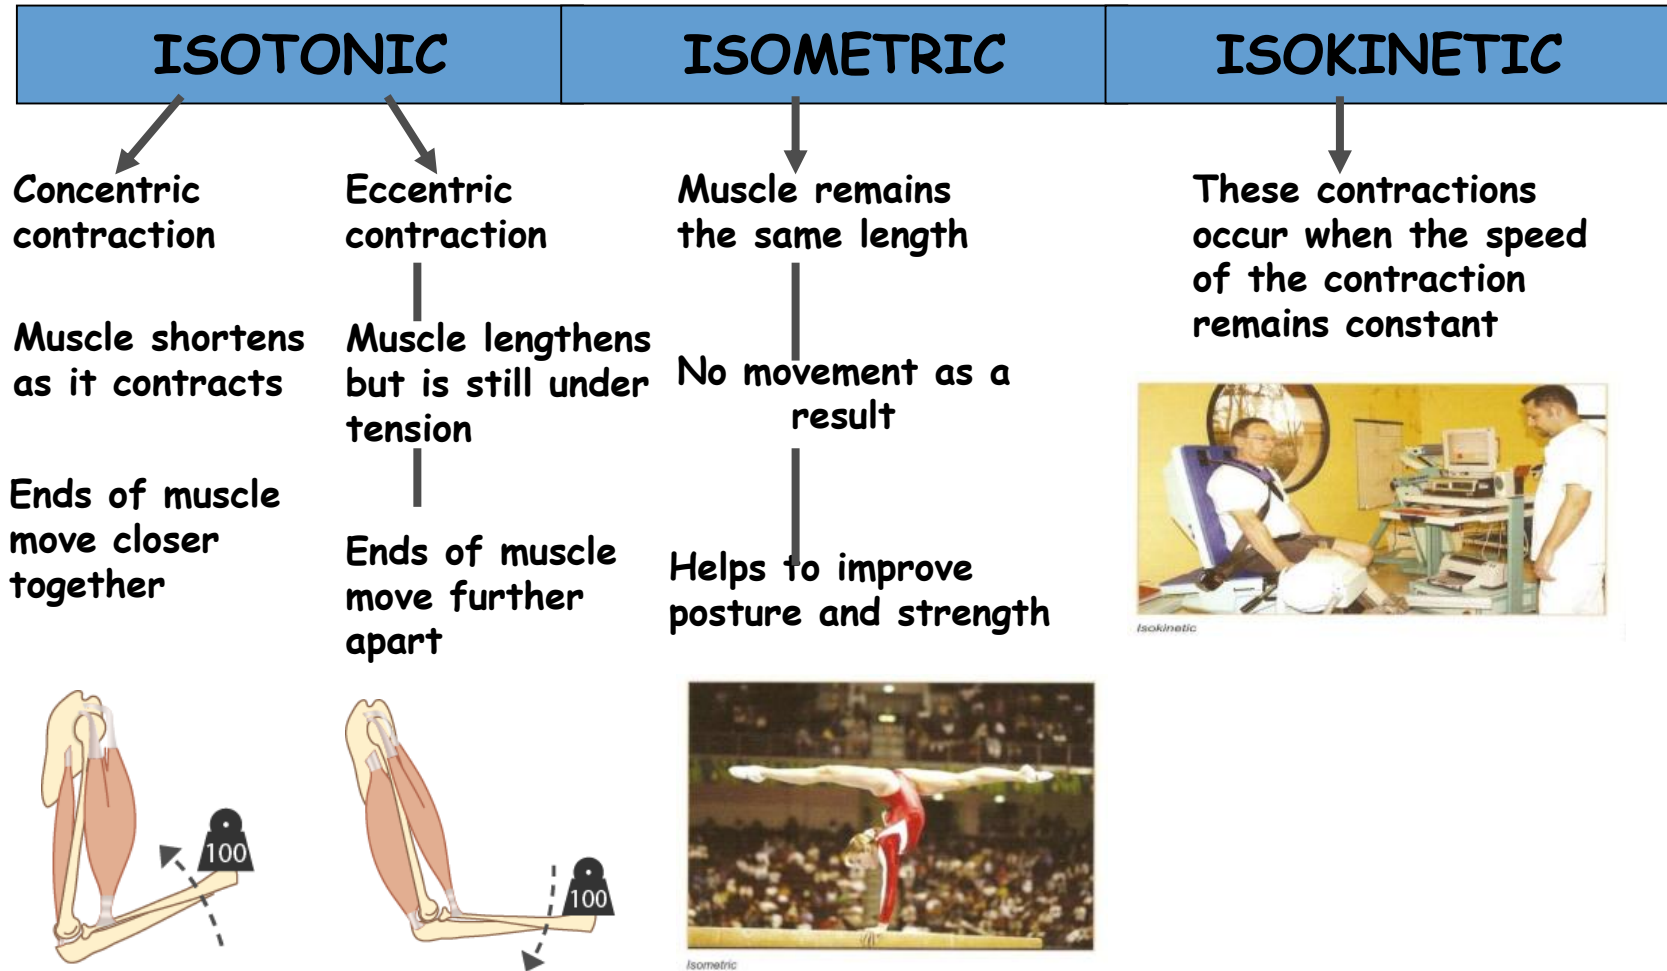 ISOTONIC
ISOMETRIC
ISOKINETIC
Concentric
contraction
Muscle shortens
as it contracts
Ends of muscle
move closer
together
100
Eccentric
contraction
Muscle lengthens
but is still under
tension
Ends of muscle
move further
apart
100
Muscle remains
the same length
No movement as a
result
Helps to improve
posture and strength
Isometric
These contractions
occur when the speed
of the contraction
remains constant
Isokinetic